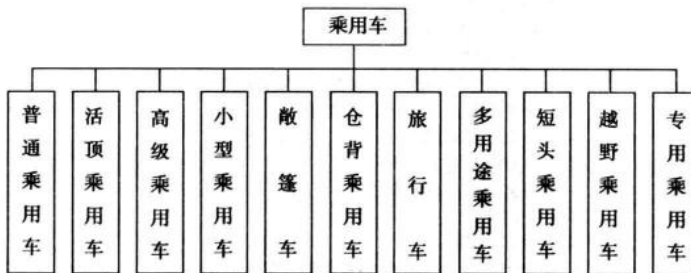 乘用车
普通乘用车
活顶乘用车
高级乘用车
小型乘用车
敞篷车
仓背乘用车
旅行车
多用途乘用车
短头乘用车
越野乘用车
专用乘用车